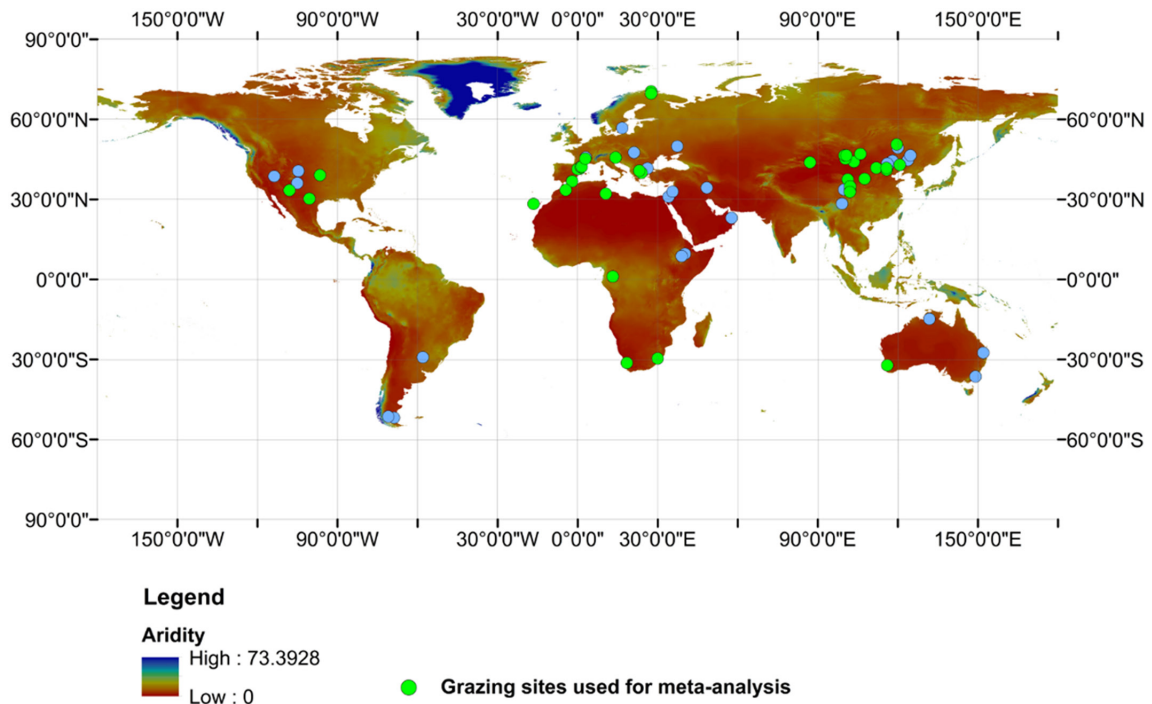 150°0'0"W 90°0'0"W 30°0'0"W 0°0'0" 30°0'0"E 90°0'0"E 150°0'0"E
90°0'0"
60°0'0"N 60°0'0"N
30°0'0"N 30°0'0"N
0°0'0" 0°0'0"
30°0'0"S 30°0'0"S
60°0'0"S 60°0'0"S
90°0'0"
150°0'0"W 90°0'0"W 30°0'0"W 0°0'0" 30°0'0"E 90°0'0"E 150°0'0"E
Legend
Aridity
High : 73.3928
Low : 0
Grazing sites used for meta-analysis